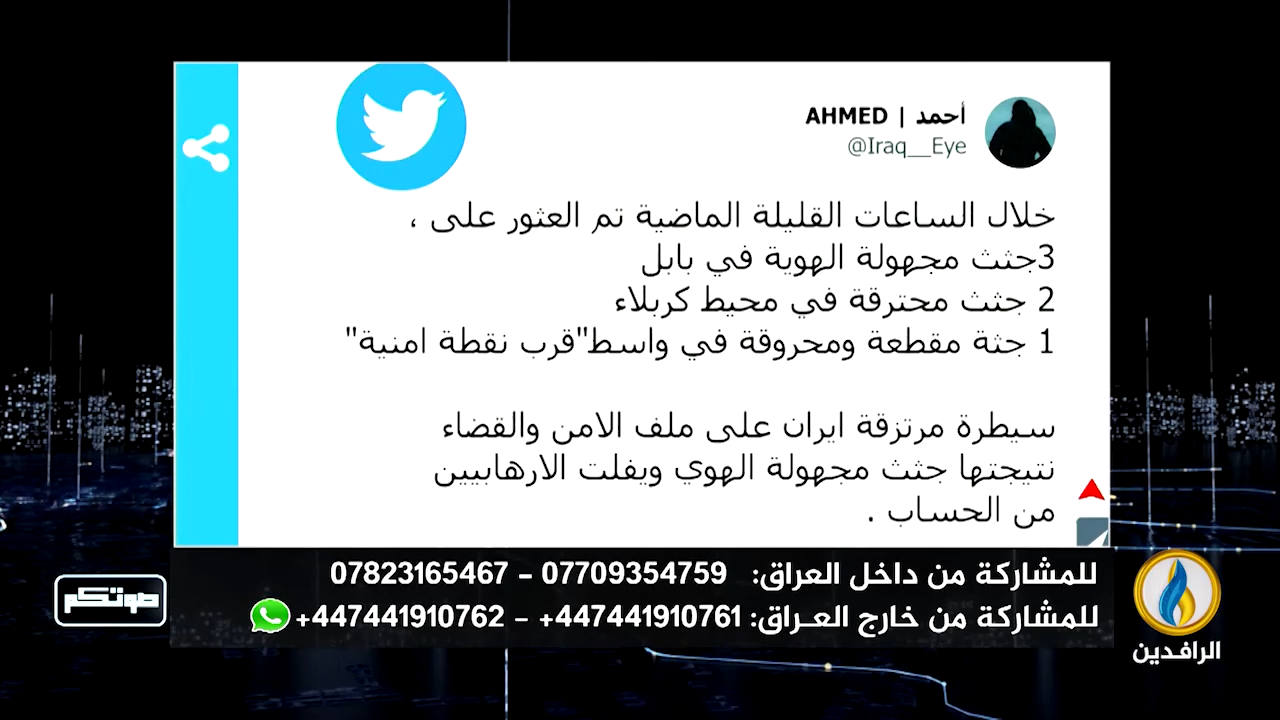 أحمد | AHMED
@Iraq__Eye
خلال الساعات القليلة الماضية تم العثور على ،
3جثث مجهولة الهوية في بابل
2 جثث محترقة في محيط كربلاء
1 جثة مقطعة ومحروقة في واسط"قرب نقطة امنية"
سيطرة مرتزقة ايران على ملف الامن والقضاء
نتيجتها جثث مجهولة الهوي ويفلت الارهابيين
من الحساب .
للمشاركة من داخل العراق: 07709354759 - 07823165467
للمشاركة من خارج العـراق: 447441910761+ - 447441910762+
صوتكم
الرافدين